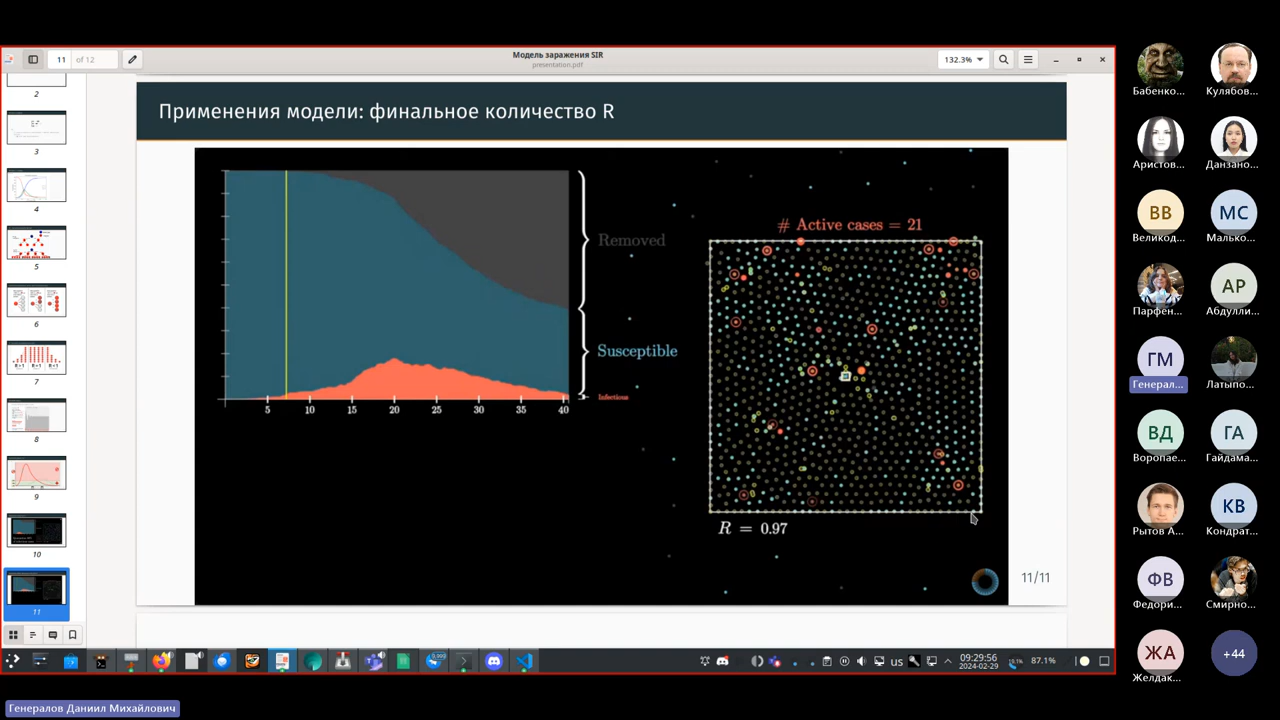 11 of 12
Модель заражения SIR
presentation.pdf
132.3%
2
3
4
5
6
7
8
9
10
11
Применения модели: финальное количество R
Removed
Susceptible
Infectious
5 10 15 20 25 30 35 40
# Active cases = 21
R = 0.97
11/11
us
09:29:56
2024-02-29
87.1%
Бабенко...
Кулябов...
Аристов...
Данзано...
ВВ
Великод...
МС
Малько...
Парфён...
АР
Абдулли...
ГМ
Генерал...
Латыпо...
ВД
Воропае...
ГА
Гайдама...
Рытов А...
КВ
Кондрат...
ФВ
Федори...
Смирно...
ЖА
Желдак...
+44
Генералов Даниил Михайлович